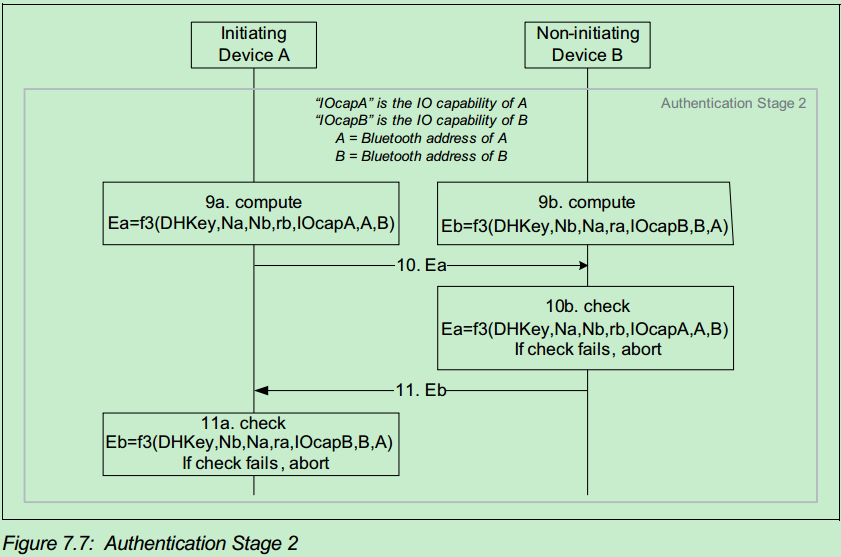 Initiating
Device A
Non-initiating
Device B
Authentication Stage 2
“IOcapA” is the IO capability of A
“IOcapB” is the IO capability of B
A = Bluetooth address of A
B = Bluetooth address of B
9a. compute
Ea=f3(DHKey,Na,Nb,rb,IOcapA,A,B)
9b. compute
Eb=f3(DHKey,Nb,Na,ra,IOcapB,B,A)
10. Ea
10b. check
Ea=f3(DHKey,Na,Nb,rb,IOcapA,A,B)
If check fails, abort
11. Eb
11a. check
Eb=f3(DHKey,Nb,Na,ra,IOcapB,B,A)
If check fails, abort
Figure 7.7: Authentication Stage 2